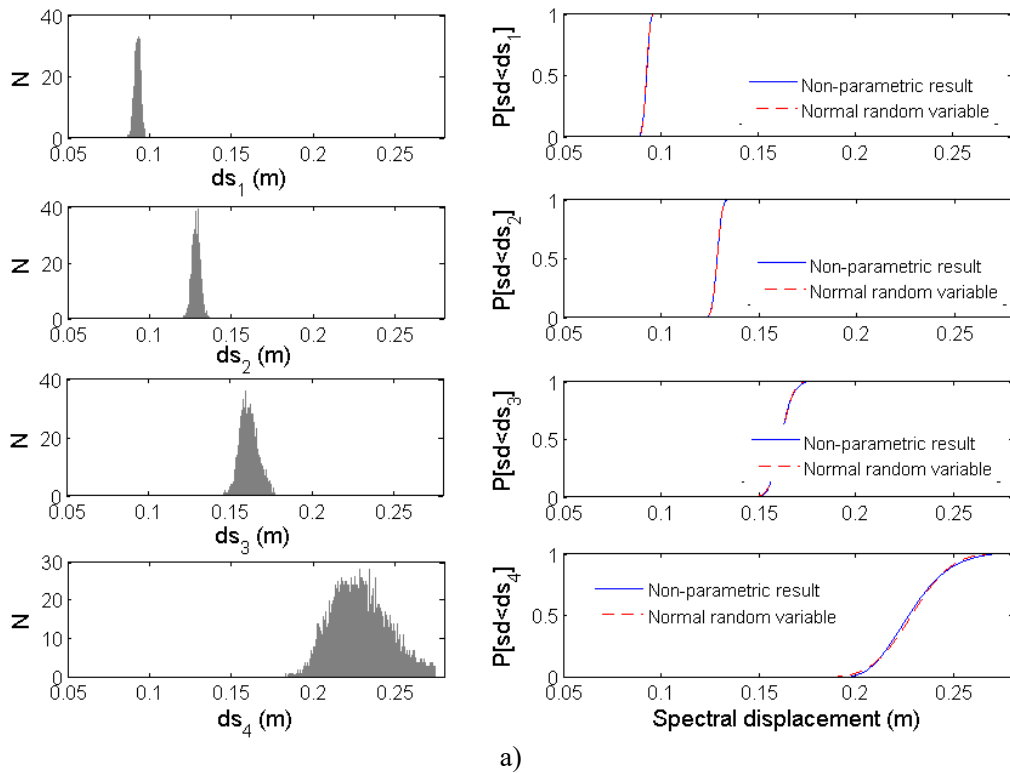 40
20
0
N
0.05 0.1 0.15 0.2 0.25
ds1 (m)
1
0.5
0
P[sd<ds1]
Non-parametric result
Normal random variable
0.05 0.1 0.15 0.2 0.25
40
20
0
N
0.05 0.1 0.15 0.2 0.25
ds2 (m)
1
0.5
0
P[sd<ds2]
Non-parametric result
Normal random variable
0.05 0.1 0.15 0.2 0.25
40
20
0
N
0.05 0.1 0.15 0.2 0.25
ds3 (m)
1
0.5
0
P[sd<ds3]
Non-parametric result
Normal random variable
0.05 0.1 0.15 0.2 0.25
30
20
10
0
N
0.05 0.1 0.15 0.2 0.25
ds4 (m)
1
0.5
0
P[sd<ds4]
Non-parametric result
Normal random variable
0.05 0.1 0.15 0.2 0.25
Spectral displacement (m)
a)